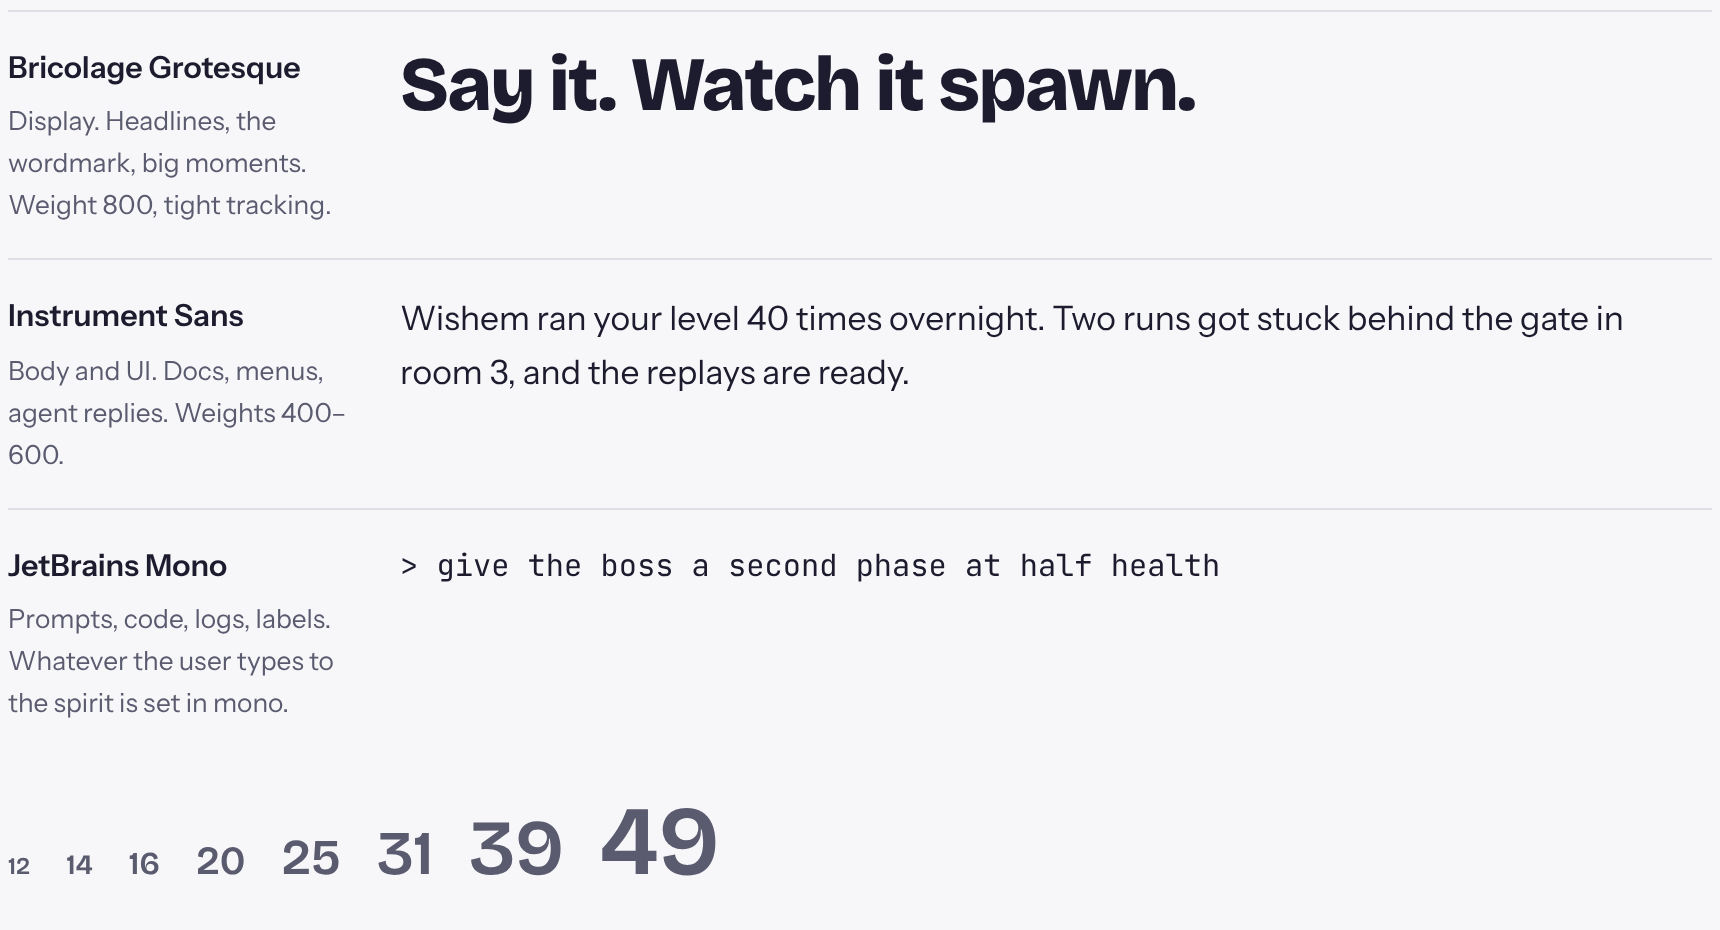 Bricolage Grotesque
Display. Headlines, the
wordmark, big moments.
Weight 800, tight tracking.
Say it. Watch it spawn.
Instrument Sans
Body and UI. Docs, menus,
agent replies. Weights 400–
600.
Wishem ran your level 40 times overnight. Two runs got stuck behind the gate in
room 3, and the replays are ready.
JetBrains Mono
Prompts, code, logs, labels.
Whatever the user types to
the spirit is set in mono.
> give the boss a second phase at half health
12 14 16 20 25 31 39 49